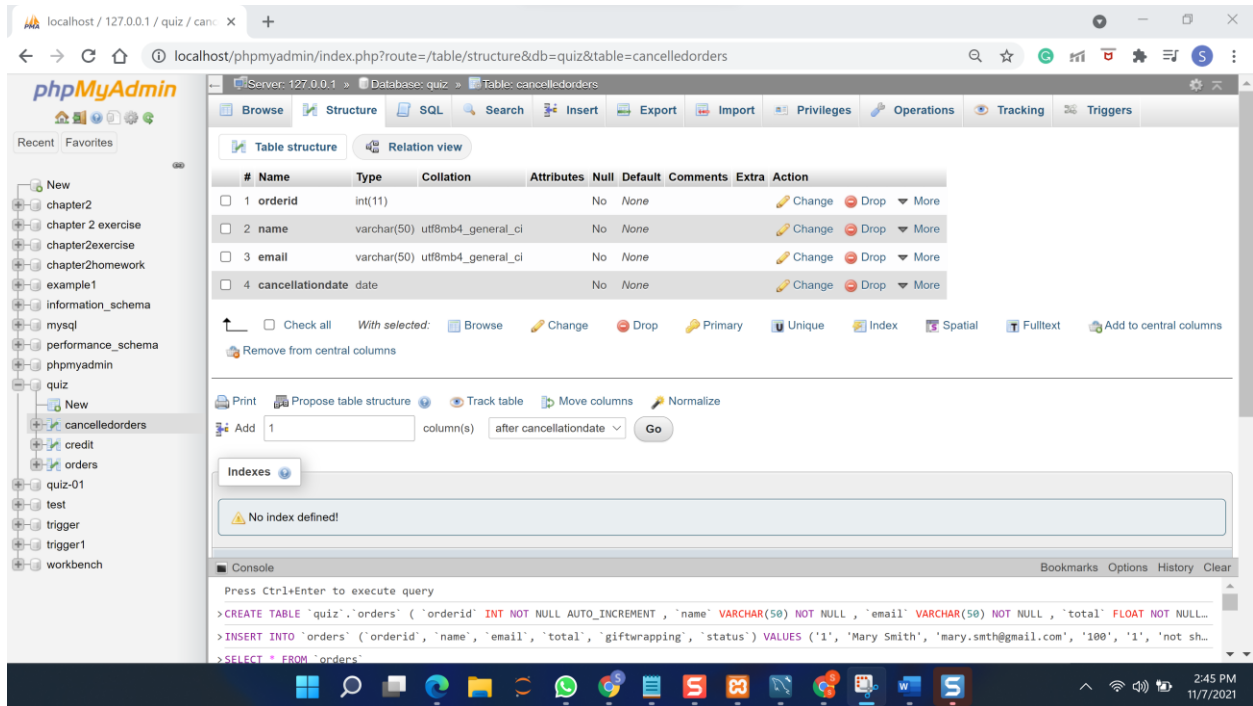 localhost / 127.0.0.1 / quiz / canc
localhost/phpmyadmin/index.php?route=/table/structure&db=quiz&table=cancelledorders
S
phpMyAdmin
Recent Favorites
New
chapter2
chapter 2 exercise
chapter2exercise
chapter2homework
example1
information_schema
mysql
performance_schema
phpmyadmin
quiz
New
cancelledorders
credit
orders
quiz-01
test
trigger
trigger1
workbench
Server: 127.0.0.1 » Database: quiz » Table: cancelledorders
Browse Structure SQL Search Insert Export Import Privileges Operations Tracking Triggers
Table structure Relation view
# Name Type Collation Attributes Null Default Comments Extra Action
1 orderid int(11) No None Change Drop More
2 name varchar(50) utf8mb4_general_ci No None Change Drop More
3 email varchar(50) utf8mb4_general_ci No None Change Drop More
4 cancellationdate date No None Change Drop More
Check all With selected: Browse Change Drop Primary Unique Index Spatial Fulltext Add to central columns
Remove from central columns
Print Propose table structure Track table Move columns Normalize
Add 1 column(s) after cancellationdate Go
Indexes
No index defined!
Console Bookmarks Options History Clear
Press Ctrl+Enter to execute query
>CREATE TABLE `quiz`.`orders` ( `orderid` INT NOT NULL AUTO_INCREMENT , `name` VARCHAR(50) NOT NULL , `email` VARCHAR(50) NOT NULL , `total` FLOAT NOT NULL…
>INSERT INTO `orders` (`orderid`, `name`, `email`, `total`, `giftwrapping`, `status`) VALUES ('1', 'Mary Smith', 'mary.smth@gmail.com', '100', '1', 'not sh…
>SELECT * FROM `orders`
2:45 PM
11/7/2021